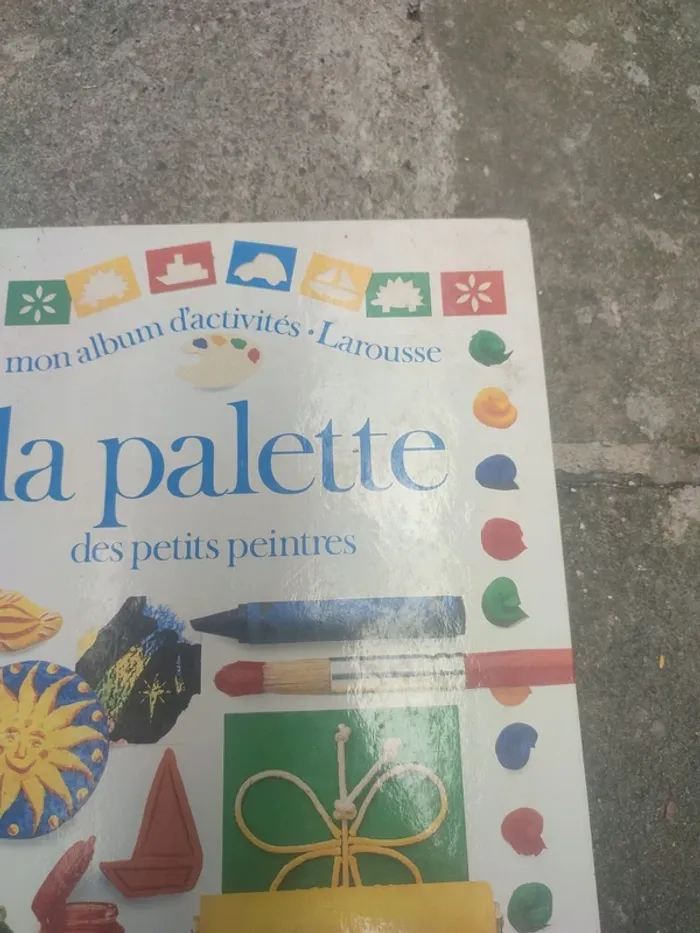 mon album d'activités • Larousse
la palette
des petits peintres